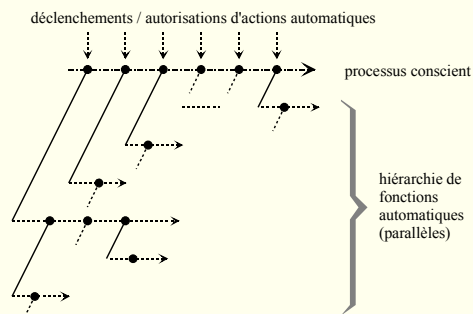 déclenchements / autorisations d'actions automatiques
processus conscient
hiérarchie de
fonctions
automatiques
(parallèles)